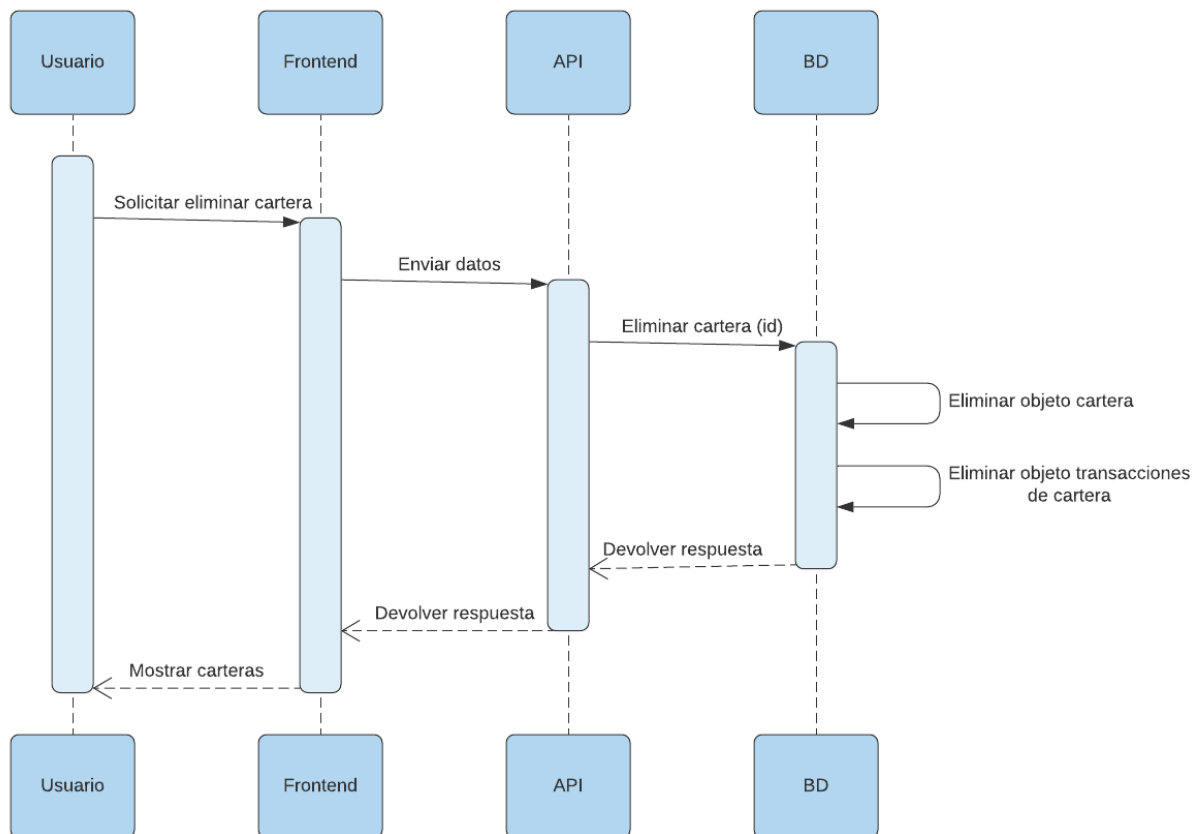 Usuario
Frontend
API
BD
Solicitar eliminar cartera
Enviar datos
Eliminar cartera (id)
Eliminar objeto cartera
Eliminar objeto transacciones
de cartera
Devolver respuesta
Devolver respuesta
Mostrar carteras
Usuario
Frontend
API
BD